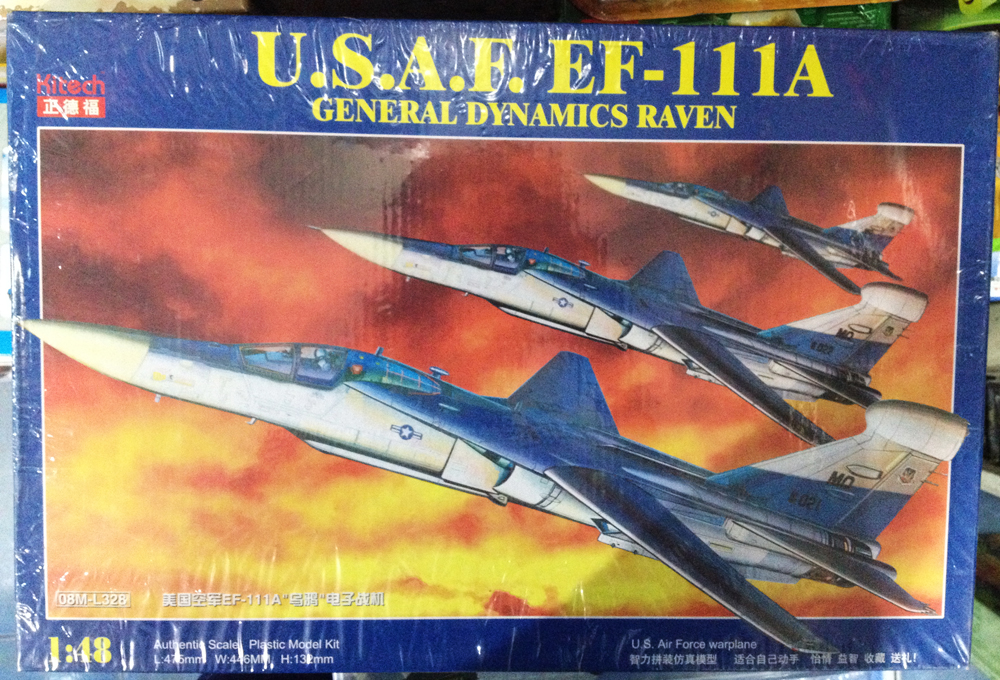 U.S.A.F. EF-111A
GENERAL DYNAMICS RAVEN
Kitech
正德福
MO
MO
08M-L328
美国空军EF-111A"乌鸦"电子战机
1:48
Authentic Scale, Plastic Model Kit
L:475mm W:446MM H:132mm
U.S. Air Force warplane
智力拼装仿真模型 适合自己动手 怡情 益智 收藏 送礼!